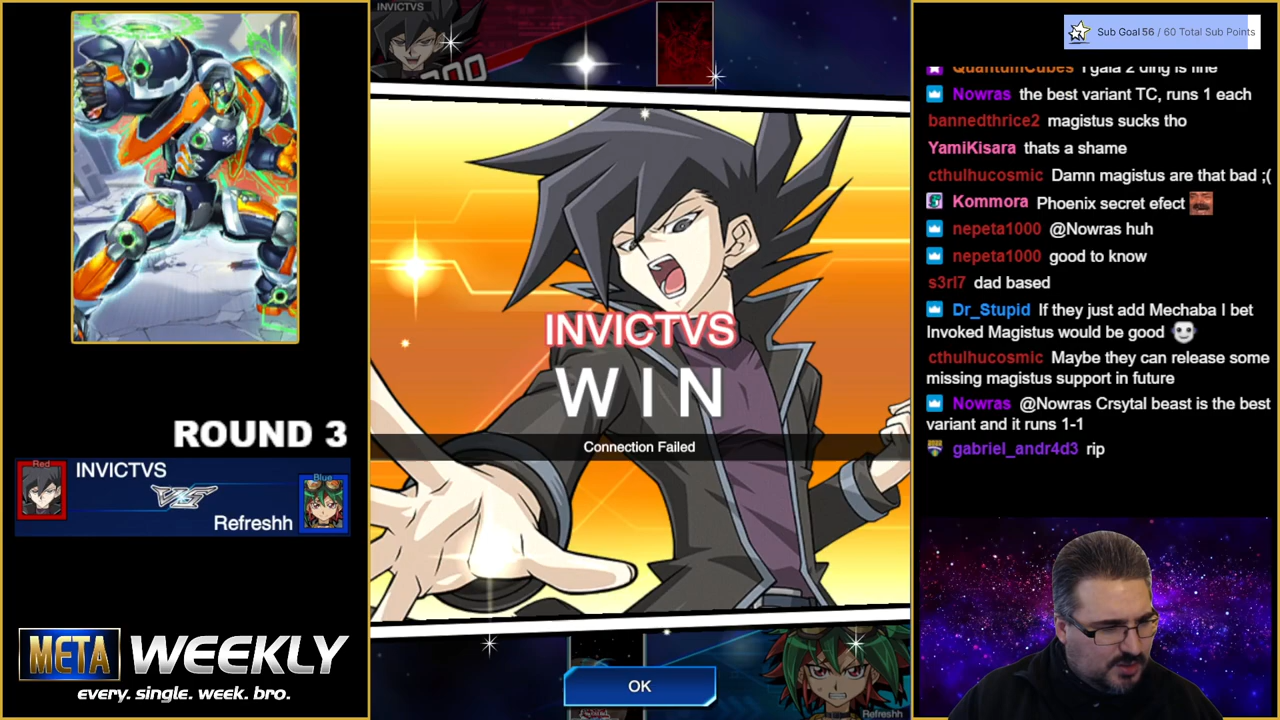 ROUND 3
Red
INVICTVS
VS
Blue
Refreshh
META WEEKLY
every. single. week. bro.
INVICTVS
INVICTVS
WIN
Connection Failed
OK
Refreshh
Sub Goal 56 / 60 Total Sub Points
QuantumCubes
Nowras the best variant TC, runs 1 each
bannedthrice2 magistus sucks tho
YamiKisara thats a shame
cthulhucosmic Damn magistus are that bad ;(
Kommora Phoenix secret efect
nepeta1000 @Nowras huh
nepeta1000 good to know
s3rl7 dad based
Dr_Stupid If they just add Mechaba I bet
Invoked Magistus would be good
cthulhucosmic Maybe they can release some
missing magistus support in future
Nowras @Nowras Crsytal beast is the best
variant and it runs 1-1
gabriel_andr4d3 rip